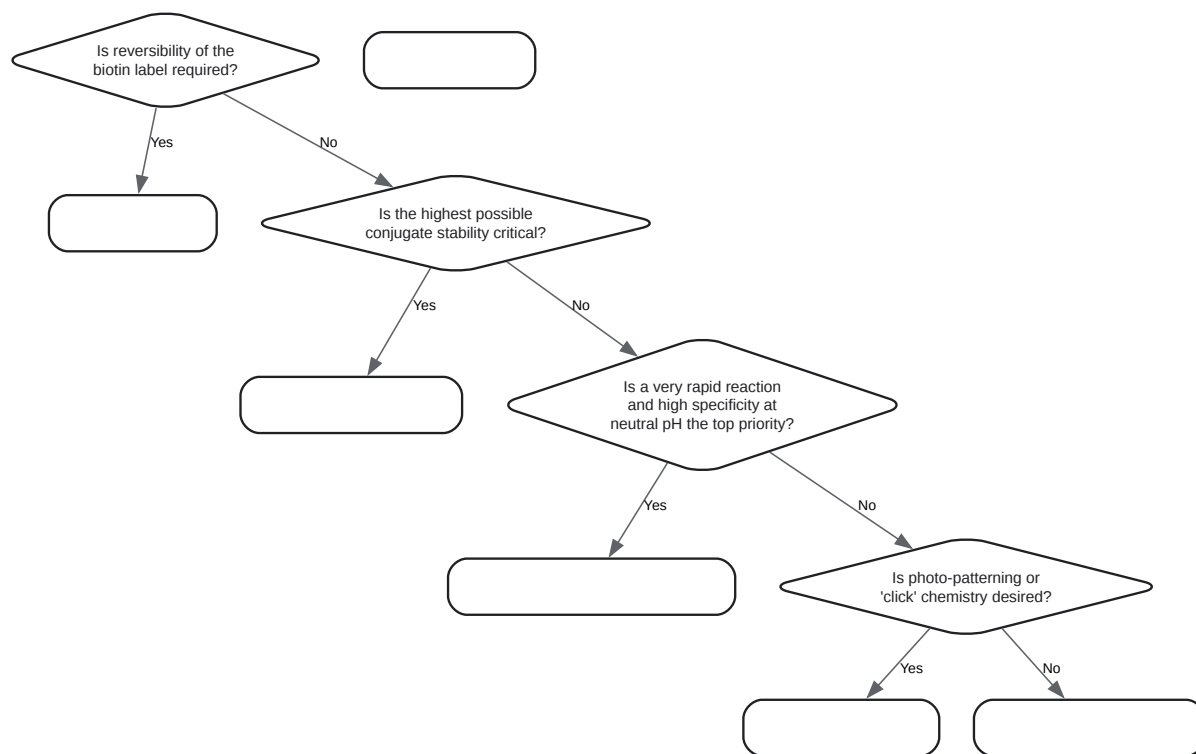 Is reversibility of the
biotin label required?
Yes
No
Is the highest possible
conjugate stability critical?
Yes
No
Is a very rapid reaction
and high specificity at
neutral pH the top priority?
Yes
No
Is photo-patterning or
'click' chemistry desired?
Yes
No